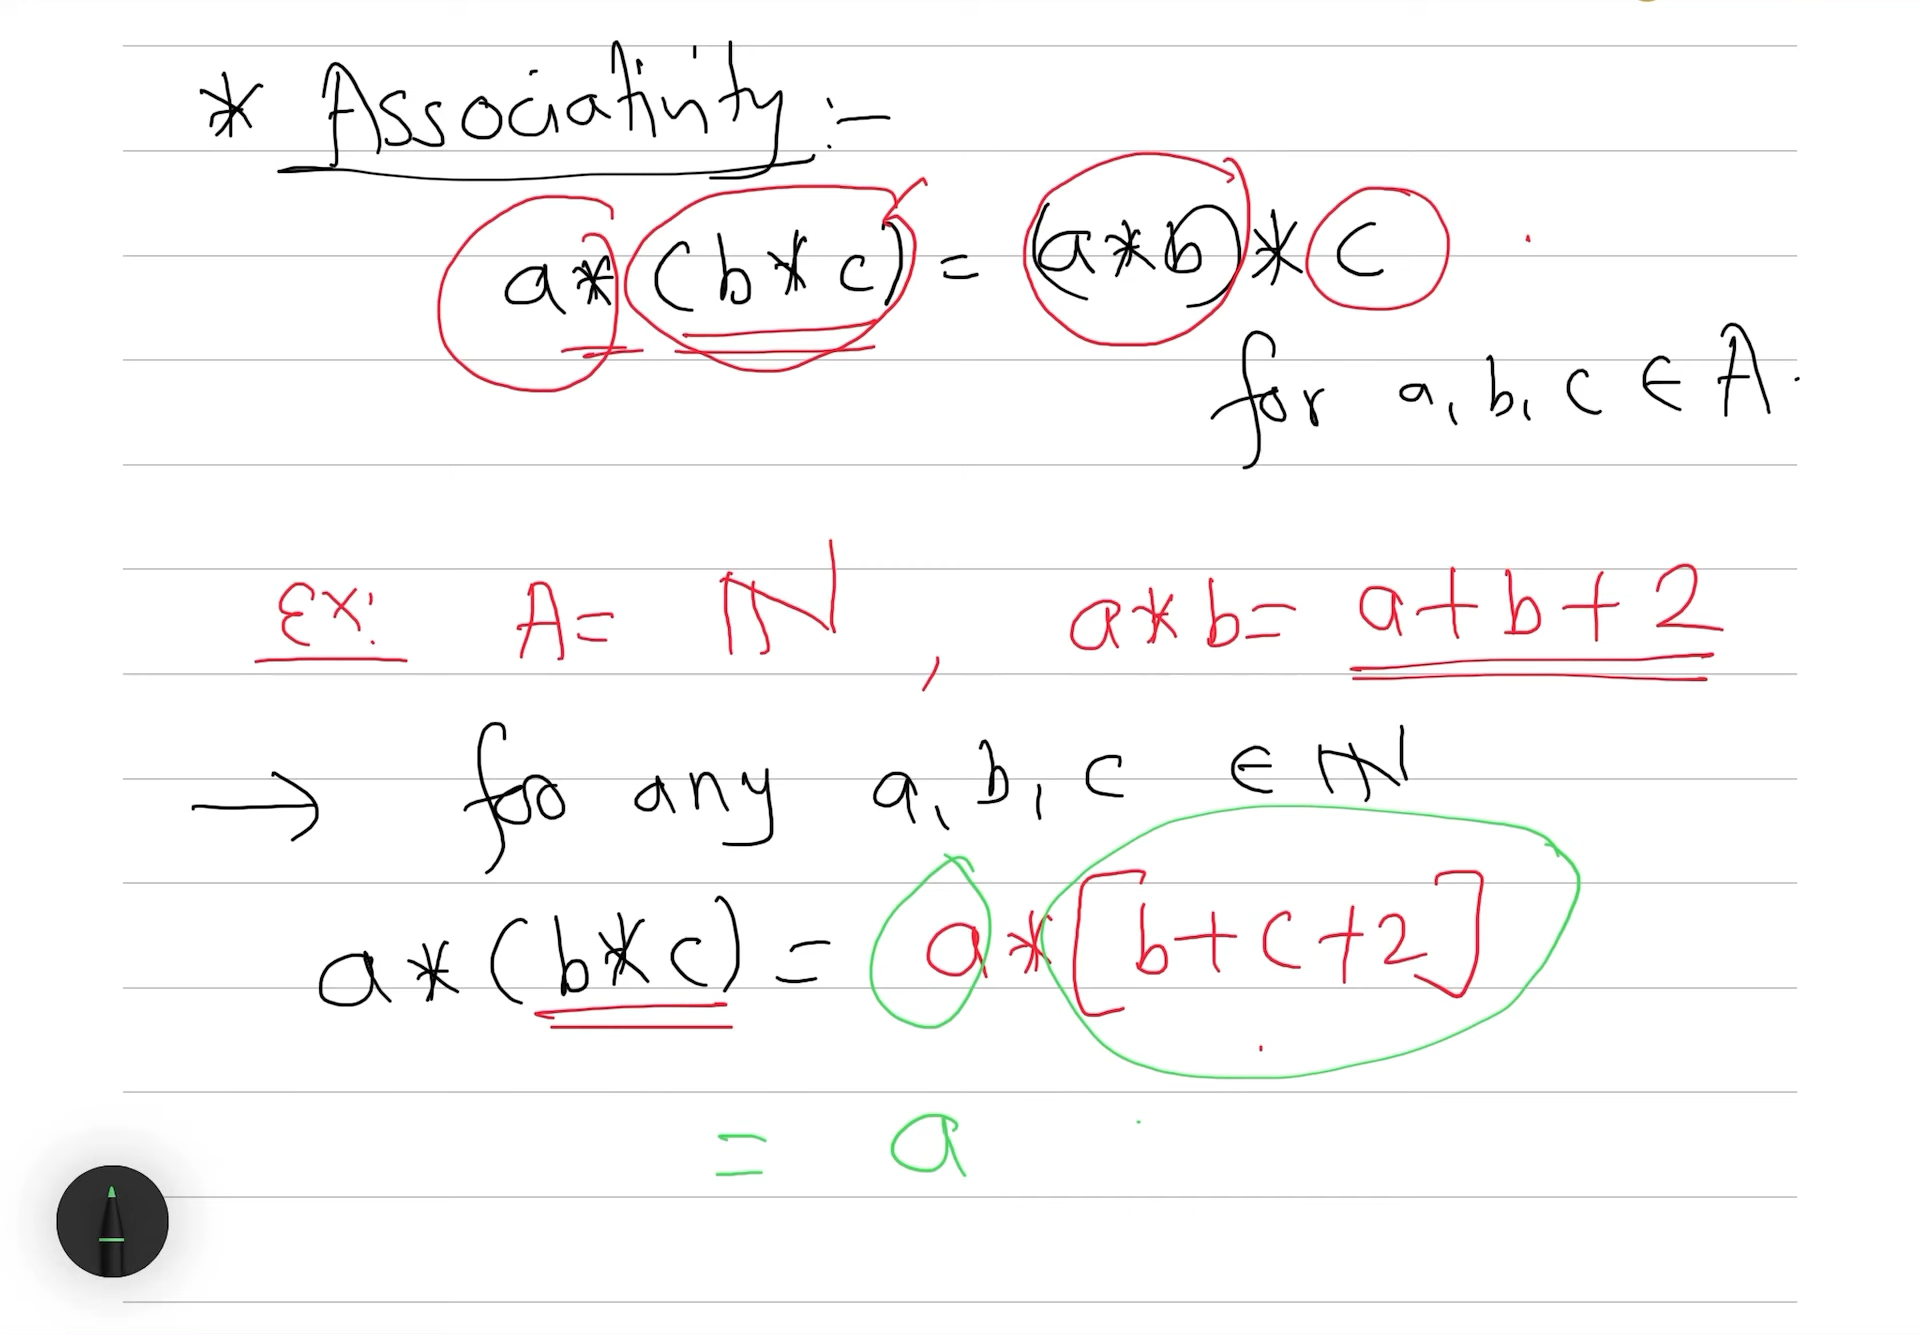 * Associativity :-
a * (b * c) = (a * b) * c
for a, b, c ∈ A.
Ex: A = ℕ , a * b = a + b + 2
→ for any a, b, c ∈ ℕ
a * (b * c) = a * [b + c + 2]
= a